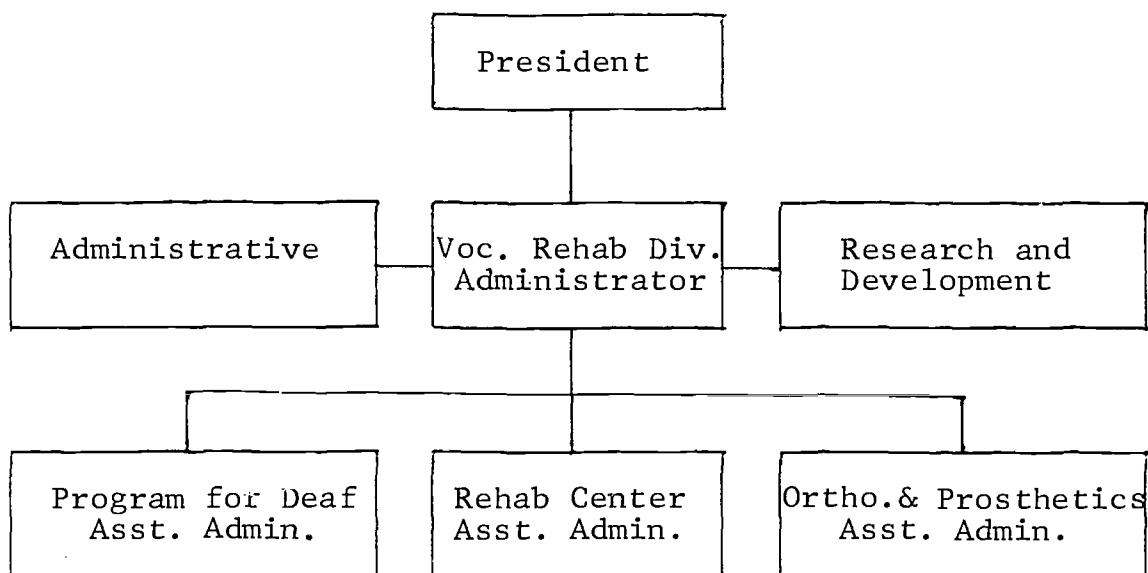 President
Administrative
Voc. Rehab Div.
Administrator
Research and
Development
Program for Deaf
Asst. Admin.
Rehab Center
Asst. Admin.
Ortho.& Prosthetics
Asst. Admin.